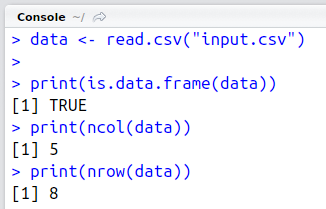 Console ~/
> data <- read.csv("input.csv")
>
> print(is.data.frame(data))
[1] TRUE
> print(ncol(data))
[1] 5
> print(nrow(data))
[1] 8